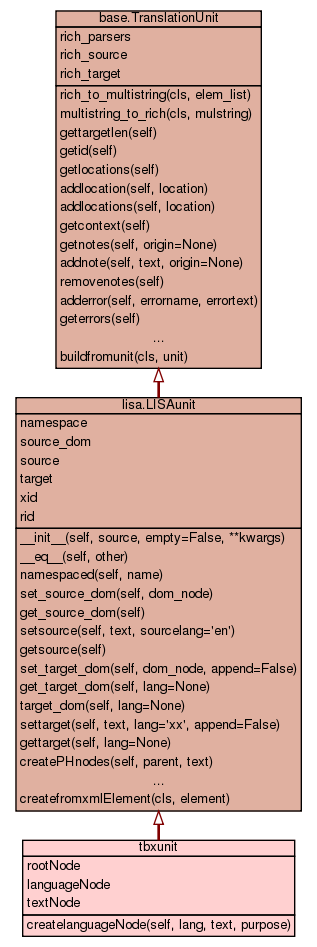 base.TranslationUnit
rich_parsers
rich_source
rich_target
rich_to_multistring(cls, elem_list)
multistring_to_rich(cls, mulstring)
gettargetlen(self)
getid(self)
getlocations(self)
addlocation(self, location)
addlocations(self, location)
getcontext(self)
getnotes(self, origin=None)
addnote(self, text, origin=None)
removenotes(self)
adderror(self, errorname, errortext)
geterrors(self)
...
buildfromunit(cls, unit)
lisa.LISAunit
namespace
source_dom
source
target
xid
rid
__init__(self, source, empty=False, **kwargs)
__eq__(self, other)
namespaced(self, name)
set_source_dom(self, dom_node)
get_source_dom(self)
setsource(self, text, sourcelang='en')
getsource(self)
set_target_dom(self, dom_node, append=False)
get_target_dom(self, lang=None)
target_dom(self, lang=None)
settarget(self, text, lang='xx', append=False)
gettarget(self, lang=None)
createPHnodes(self, parent, text)
...
createfromxmlElement(cls, element)
tbxunit
rootNode
languageNode
textNode
createlanguageNode(self, lang, text, purpose)